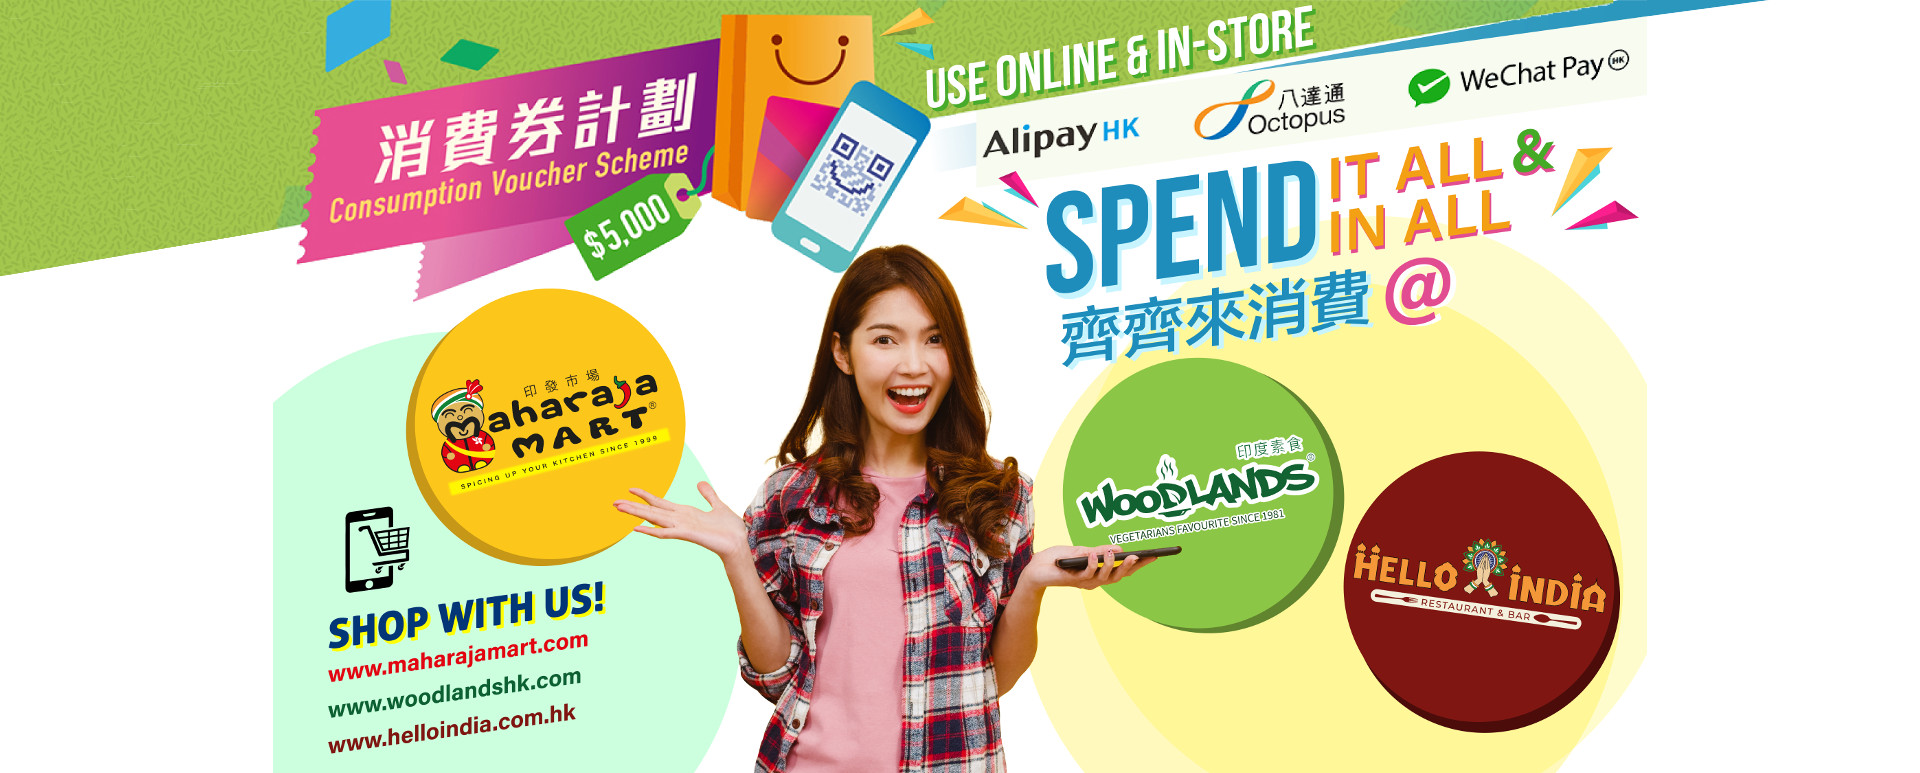 消費券計劃
Consumption Voucher Scheme
$5,000
USE ONLINE & IN-STORE
Alipay HK
八達通
Octopus
WeChat Pay HK
SPEND IT ALL &
IN ALL
齊齊來消費 @
印發市場
Maharaja
MART®
SPICING UP YOUR KITCHEN SINCE 1999
印度素食
WOODLANDS®
VEGETARIANS FAVOURITE SINCE 1981
HELLO INDIA
RESTAURANT & BAR
SHOP WITH US!
www.maharajamart.com
www.woodlandshk.com
www.helloindia.com.hk